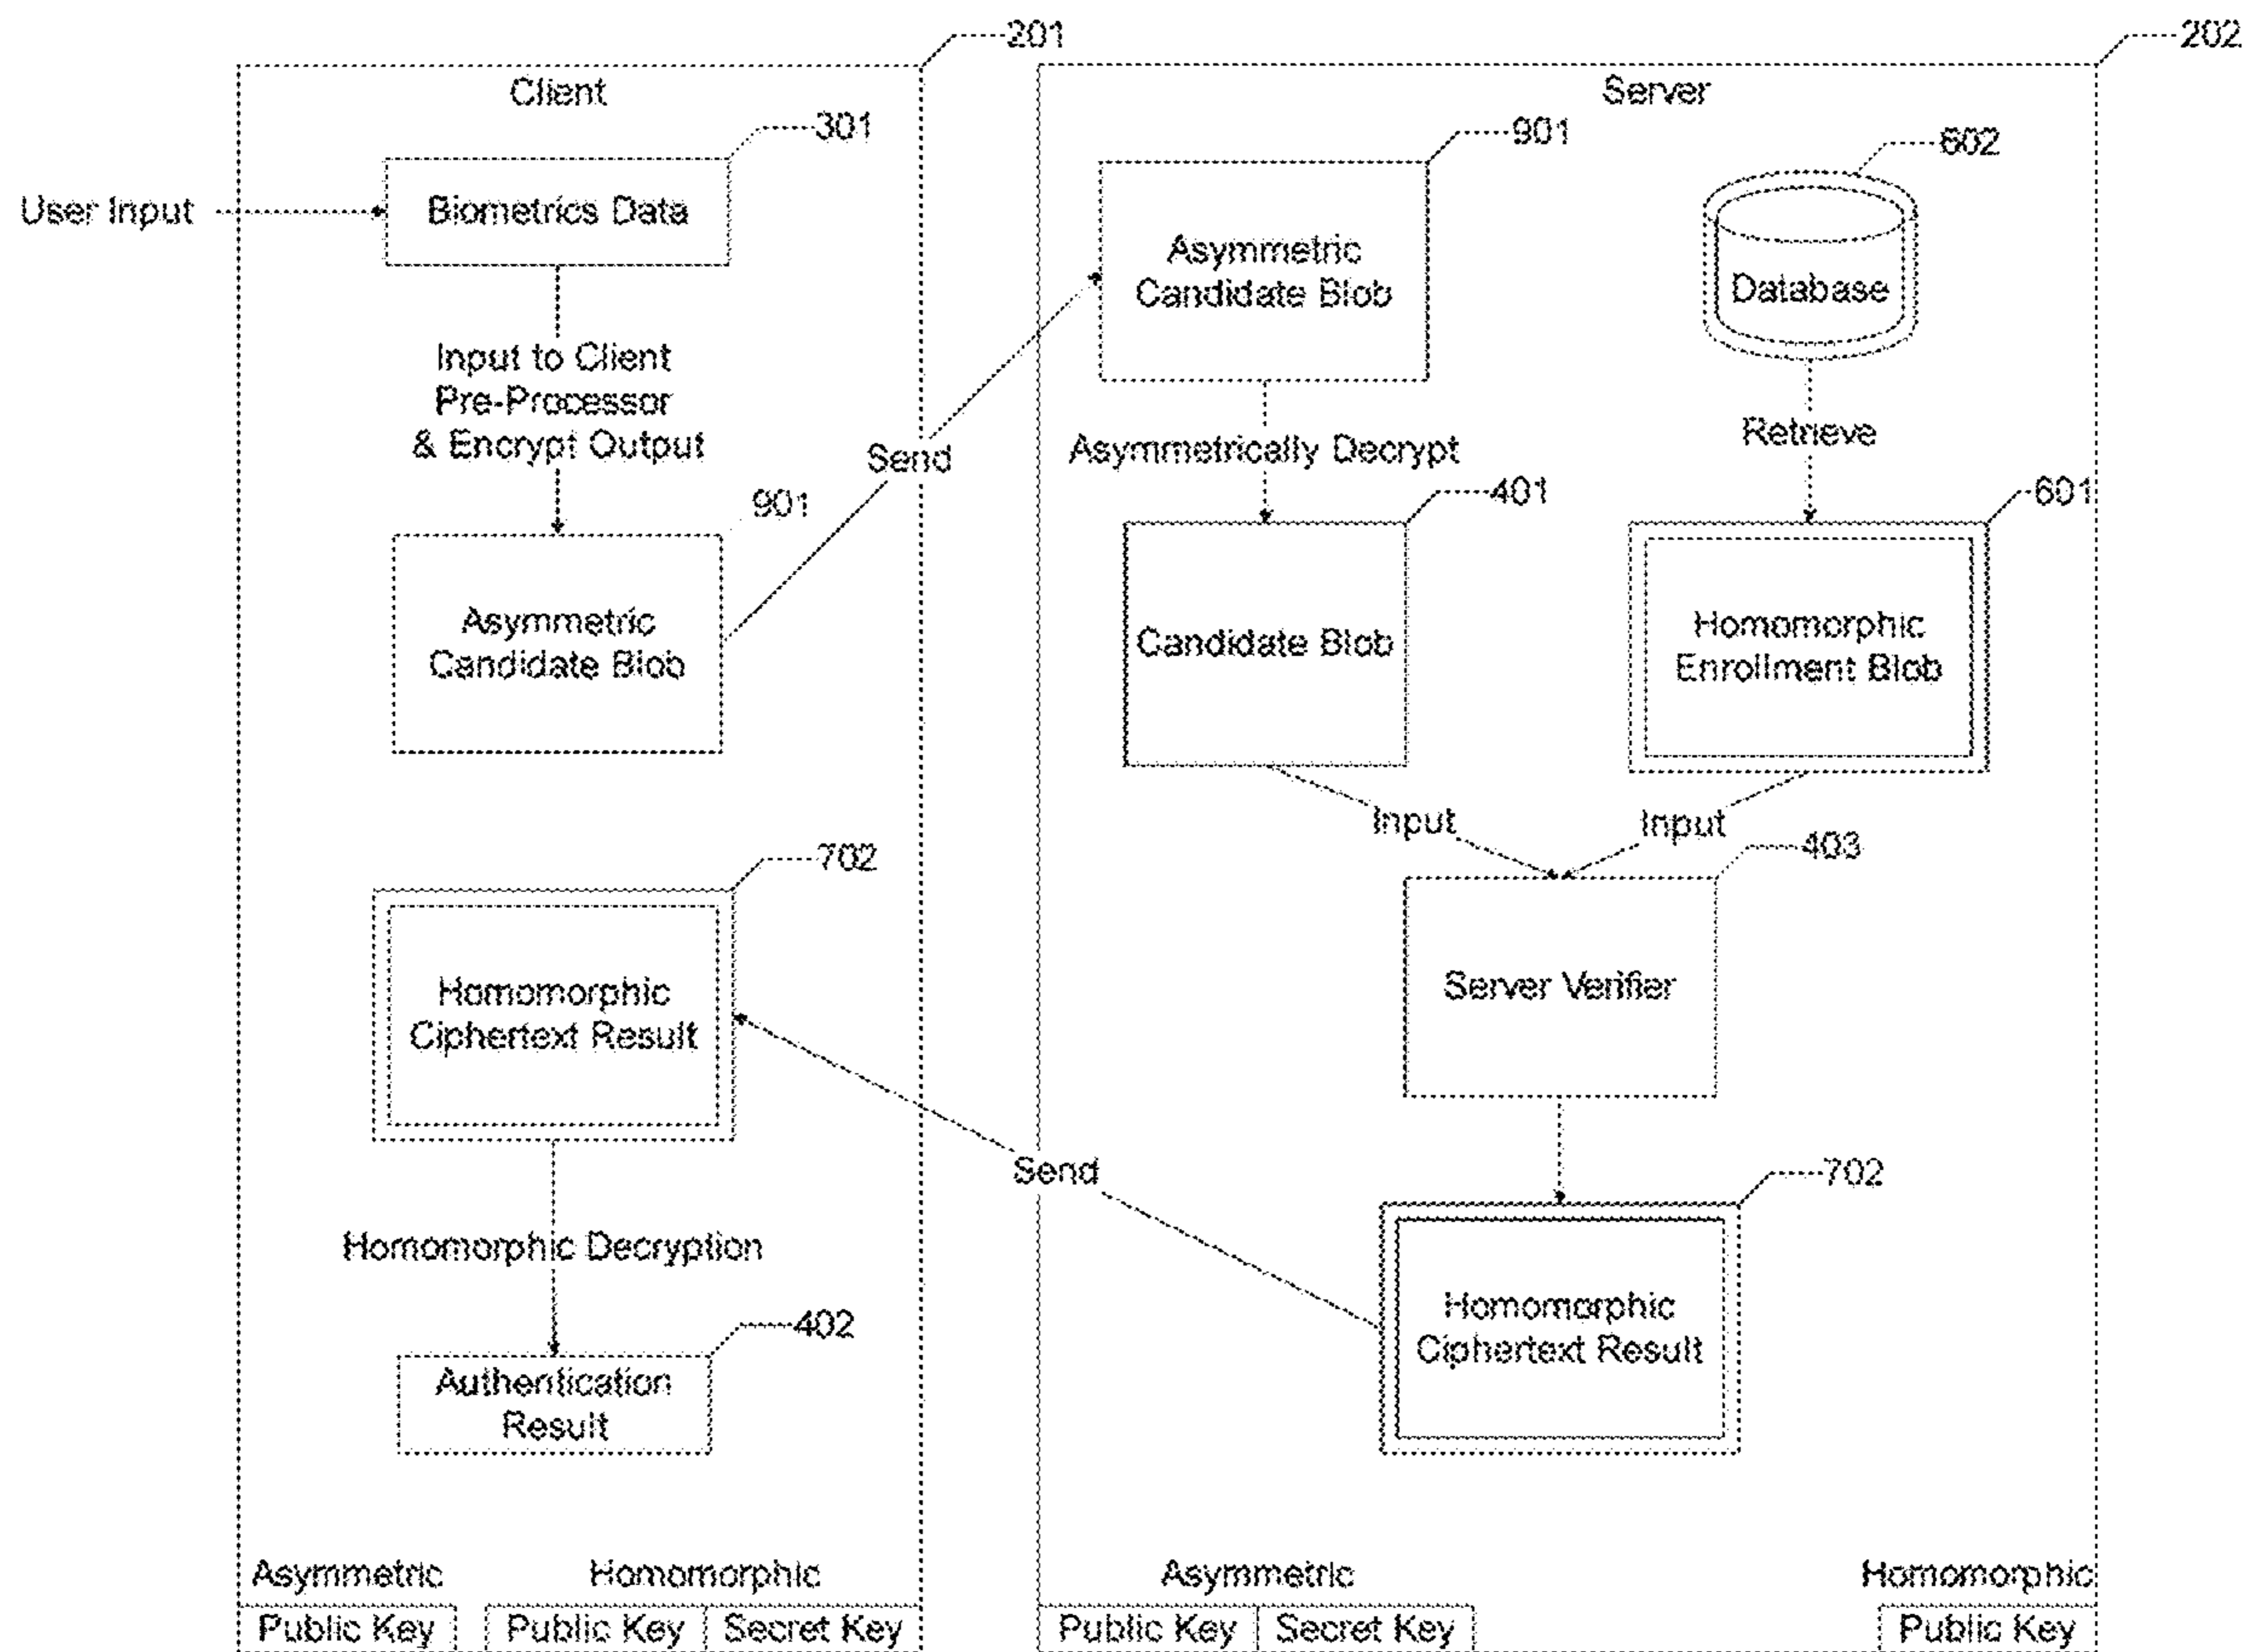 201
202
Client
Server
301
901
602
User Input
Biometrics Data
Asymmetric
Candidate Blob
Database
Input to Client
Pre-Processor
& Encrypt Output
Send
Asymmetrically Decrypt
Retrieve
901
401
601
Asymmetric
Candidate Blob
Candidate Blob
Homomorphic
Enrollment Blob
Input
Input
702
403
Homomorphic
Ciphertext Result
Server Verifier
Send
702
Homomorphic Decryption
402
Homomorphic
Ciphertext Result
Authentication
Result
Asymmetric
Homomorphic
Asymmetric
Homomorphic
Public Key
Public Key
Secret Key
Public Key
Secret Key
Public Key